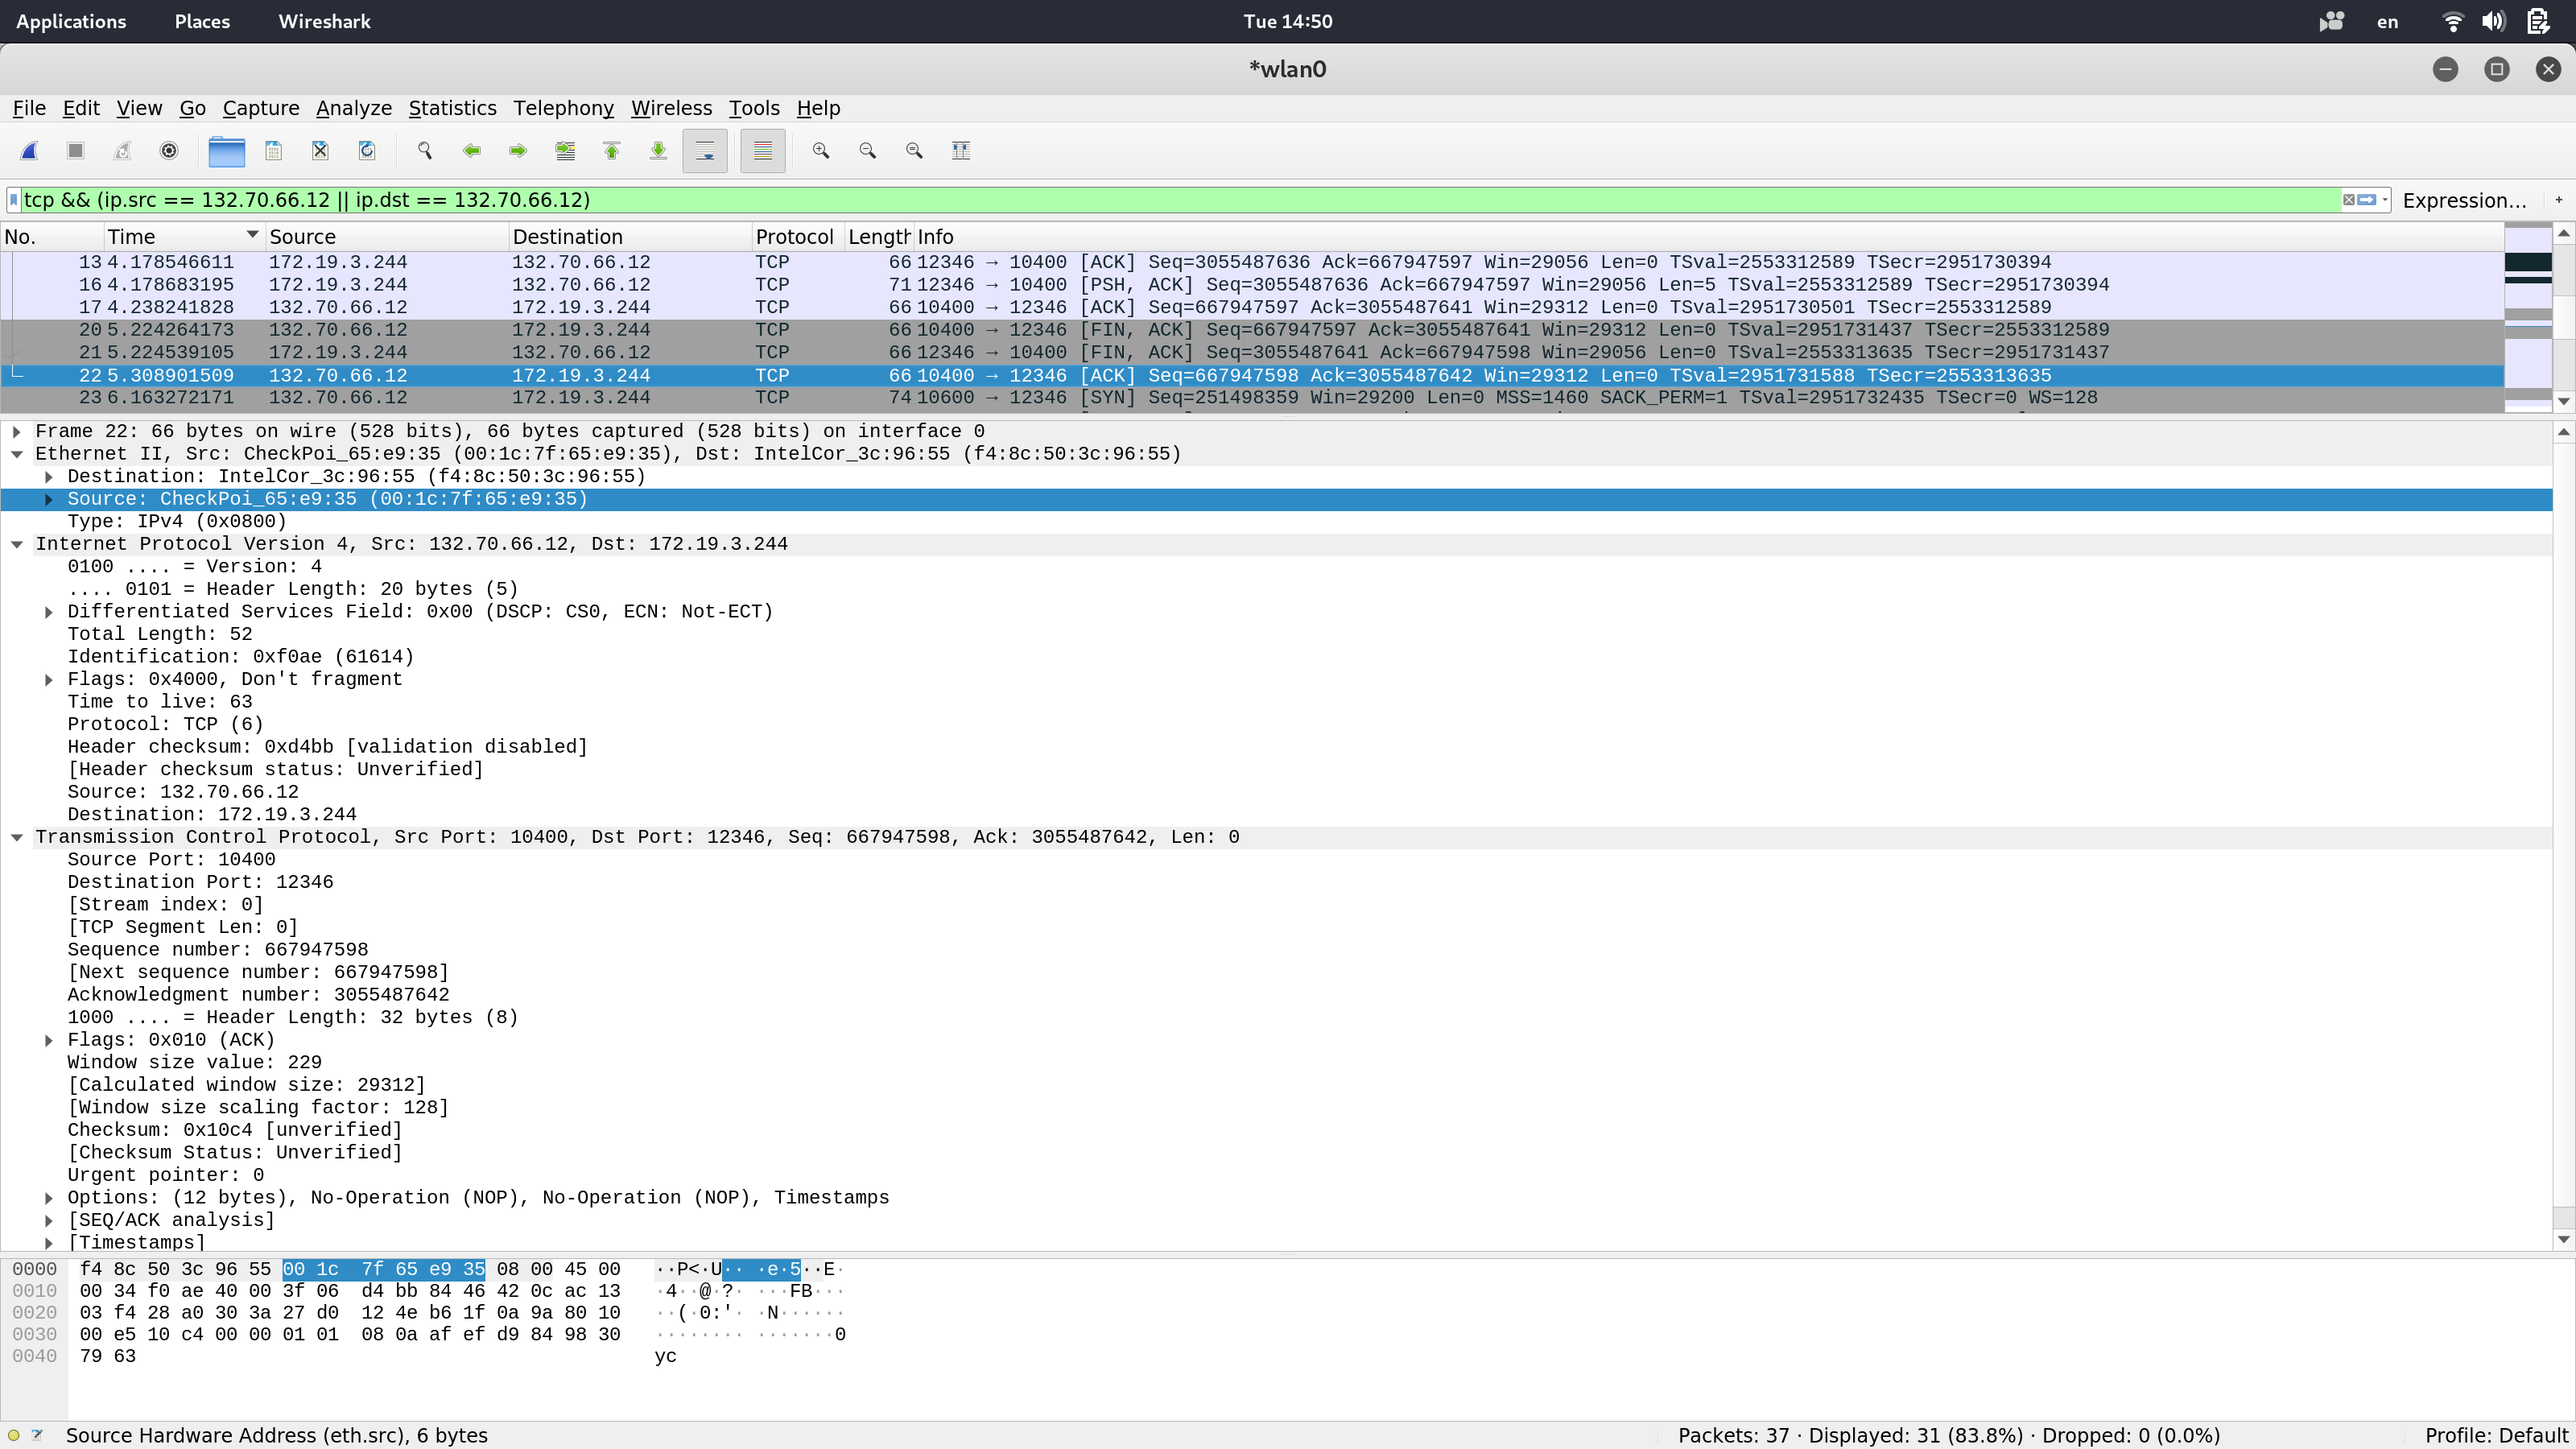 Applications Places Wireshark Tue 14:50 en
*wlan0
File Edit View Go Capture Analyze Statistics Telephony Wireless Tools Help
tcp && (ip.src == 132.70.66.12 || ip.dst == 132.70.66.12) Expression… +
No. Time Source Destination Protocol Length Info
13 4.178546611 172.19.3.244 132.70.66.12 TCP 66 12346 → 10400 [ACK] Seq=3055487636 Ack=667947597 Win=29056 Len=0 TSval=2553312589 TSecr=2951730394
16 4.178683195 172.19.3.244 132.70.66.12 TCP 71 12346 → 10400 [PSH, ACK] Seq=3055487636 Ack=667947597 Win=29056 Len=5 TSval=2553312589 TSecr=2951730394
17 4.238241828 132.70.66.12 172.19.3.244 TCP 66 10400 → 12346 [ACK] Seq=667947597 Ack=3055487641 Win=29312 Len=0 TSval=2951730501 TSecr=2553312589
20 5.224264173 132.70.66.12 172.19.3.244 TCP 66 10400 → 12346 [FIN, ACK] Seq=667947597 Ack=3055487641 Win=29312 Len=0 TSval=2951731437 TSecr=2553312589
21 5.224539105 172.19.3.244 132.70.66.12 TCP 66 12346 → 10400 [FIN, ACK] Seq=3055487641 Ack=667947598 Win=29056 Len=0 TSval=2553313635 TSecr=2951731437
22 5.308901509 132.70.66.12 172.19.3.244 TCP 66 10400 → 12346 [ACK] Seq=667947598 Ack=3055487642 Win=29312 Len=0 TSval=2951731588 TSecr=2553313635
23 6.163272171 132.70.66.12 172.19.3.244 TCP 74 10600 → 12346 [SYN] Seq=251498359 Win=29200 Len=0 MSS=1460 SACK_PERM=1 TSval=2951732435 TSecr=0 WS=128
Frame 22: 66 bytes on wire (528 bits), 66 bytes captured (528 bits) on interface 0
Ethernet II, Src: CheckPoi_65:e9:35 (00:1c:7f:65:e9:35), Dst: IntelCor_3c:96:55 (f4:8c:50:3c:96:55)
Destination: IntelCor_3c:96:55 (f4:8c:50:3c:96:55)
Source: CheckPoi_65:e9:35 (00:1c:7f:65:e9:35)
Type: IPv4 (0x0800)
Internet Protocol Version 4, Src: 132.70.66.12, Dst: 172.19.3.244
0100 .... = Version: 4
.... 0101 = Header Length: 20 bytes (5)
Differentiated Services Field: 0x00 (DSCP: CS0, ECN: Not-ECT)
Total Length: 52
Identification: 0xf0ae (61614)
Flags: 0x4000, Don't fragment
Time to live: 63
Protocol: TCP (6)
Header checksum: 0xd4bb [validation disabled]
[Header checksum status: Unverified]
Source: 132.70.66.12
Destination: 172.19.3.244
Transmission Control Protocol, Src Port: 10400, Dst Port: 12346, Seq: 667947598, Ack: 3055487642, Len: 0
Source Port: 10400
Destination Port: 12346
[Stream index: 0]
[TCP Segment Len: 0]
Sequence number: 667947598
[Next sequence number: 667947598]
Acknowledgment number: 3055487642
1000 .... = Header Length: 32 bytes (8)
Flags: 0x010 (ACK)
Window size value: 229
[Calculated window size: 29312]
[Window size scaling factor: 128]
Checksum: 0x10c4 [unverified]
[Checksum Status: Unverified]
Urgent pointer: 0
Options: (12 bytes), No-Operation (NOP), No-Operation (NOP), Timestamps
[SEQ/ACK analysis]
[Timestamps]
0000 f4 8c 50 3c 96 55 00 1c 7f 65 e9 35 08 00 45 00 ··P<·U·· ·e·5··E·
0010 00 34 f0 ae 40 00 3f 06 d4 bb 84 46 42 0c ac 13 ·4··@·?· ···FB···
0020 03 f4 28 a0 30 3a 27 d0 12 4e b6 1f 0a 9a 80 10 ··(·0:'· ·N······
0030 00 e5 10 c4 00 00 01 01 08 0a af ef d9 84 98 30 ········ ·······0
0040 79 63 yc
Source Hardware Address (eth.src), 6 bytes Packets: 37 · Displayed: 31 (83.8%) · Dropped: 0 (0.0%) Profile: Default